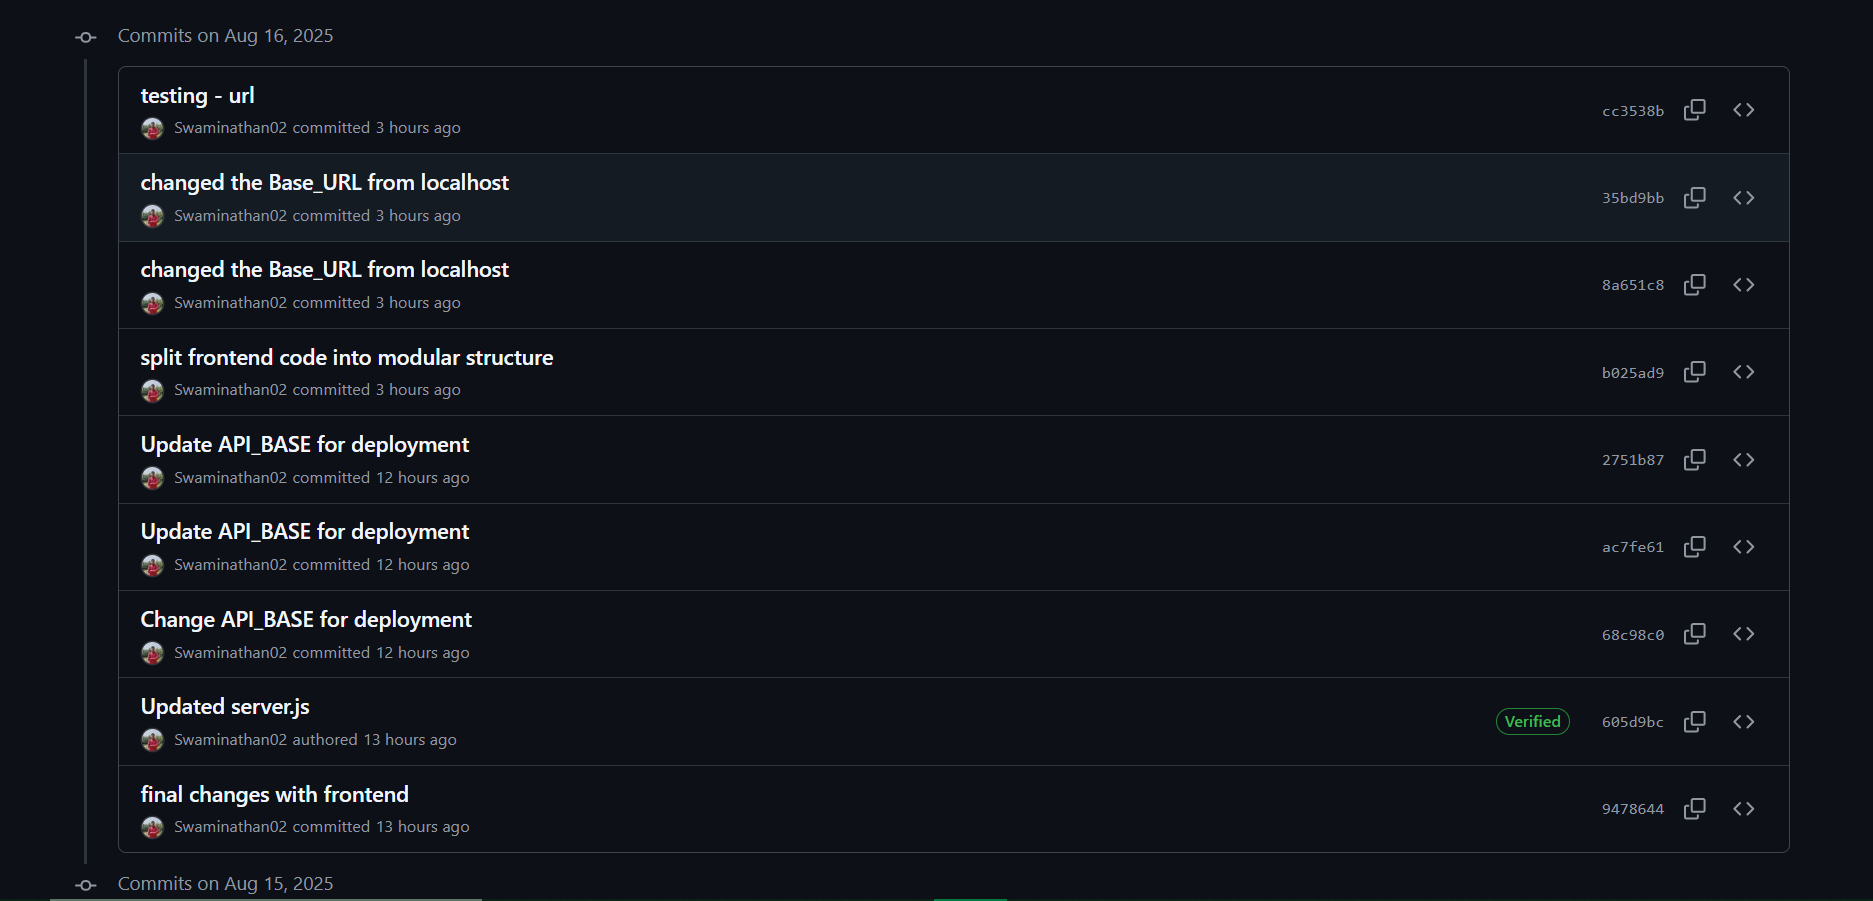 Commits on Aug 16, 2025
testing - url
Swaminathan02 committed 3 hours ago
cc3538b
changed the Base_URL from localhost
Swaminathan02 committed 3 hours ago
35bd9bb
changed the Base_URL from localhost
Swaminathan02 committed 3 hours ago
8a651c8
split frontend code into modular structure
Swaminathan02 committed 3 hours ago
b025ad9
Update API_BASE for deployment
Swaminathan02 committed 12 hours ago
2751b87
Update API_BASE for deployment
Swaminathan02 committed 12 hours ago
ac7fe61
Change API_BASE for deployment
Swaminathan02 committed 12 hours ago
68c98c0
Updated server.js
Swaminathan02 authored 13 hours ago
Verified 605d9bc
final changes with frontend
Swaminathan02 committed 13 hours ago
9478644
Commits on Aug 15, 2025